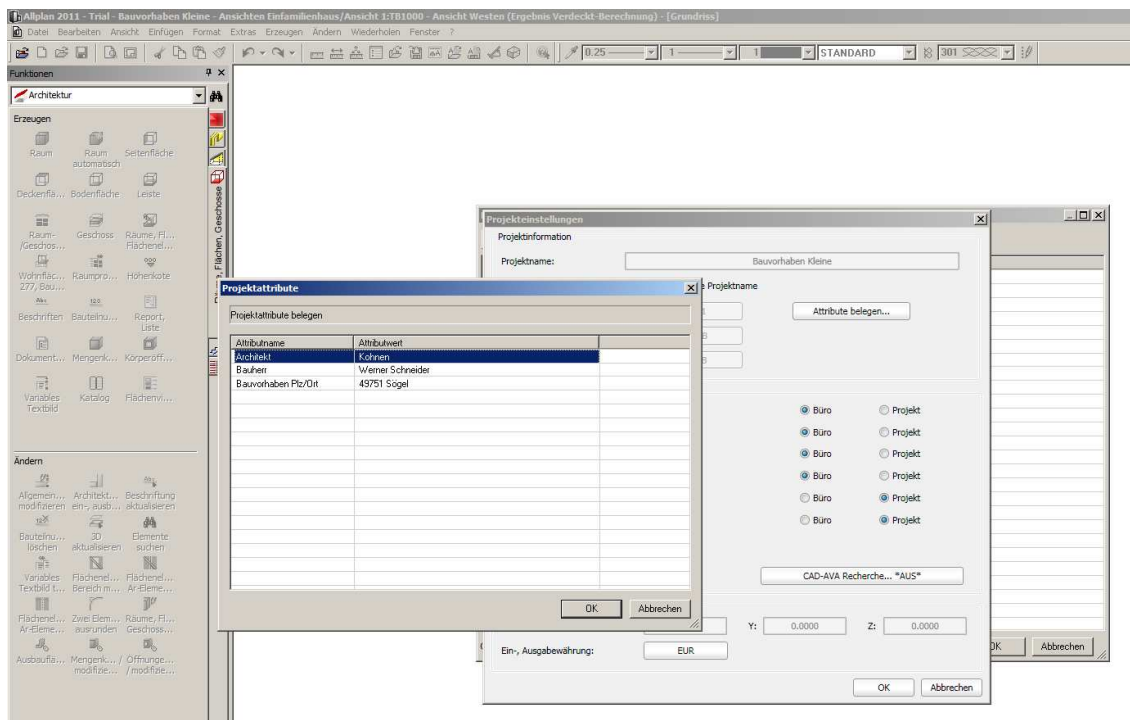 Allplan 2011 - Trial - Bauvorhaben Kleine - Ansichten Einfamilienhaus/Ansicht 1:TB1000 - Ansicht Westen (Ergebnis Verdeckt-Berechnung) - [Grundriss]
Datei Bearbeiten Ansicht Einfügen Format Extras Erzeugen Ändern Wiederholen Fenster ?
0.25 1 1 STANDARD 301
Funktionen
Architektur
Erzeugen
Raum Raum automatisch Seitenfläche
Deckenflä... Bodenfläche Leiste
Raum- /Geschos... Geschoss Räume, Fl... Flächenel...
Wohnfläc... 277, Bau... Raumpro... Höhenkote
Beschriften Bauteilnu... Report, Liste
Dokument... Mengenk... Körperöff...
Variables Textbild Katalog Flächenvi...
Ändern
Allgemein... modifizieren Architekt... ein-, ausb... Beschriftung aktualisieren
Bauteilnu... löschen 3D aktualisieren Elemente suchen
Variables Textbild t... Flächenel... Bereich m... Flächenel... Ar-Eleme...
Flächenel... Ar-Eleme... Zwei Elem... ausrunden Räume, Fl... Geschoss...
Ausbauflä... Mengenk... / modifizie... Öffnunge... / modifizie...
Flächen, Geschosse
Projekteinstellungen
Projektinformation
Projektname: Bauvorhaben Kleine
Projektname
Attribute belegen...
Büro Projekt
Büro Projekt
Büro Projekt
Büro Projekt
Büro Projekt
Büro Projekt
CAD-AVA Recherche... *AUS*
Y: 0.0000 Z: 0.0000
Ein-, Ausgabewährung: EUR
OK Abbrechen
OK Abbrechen
Projektattribute
Projektattribute belegen
Attributname Attributwert
Architekt Kohnen
Bauherr Werner Schneider
Bauvorhaben Plz/Ort 49751 Sögel
OK Abbrechen